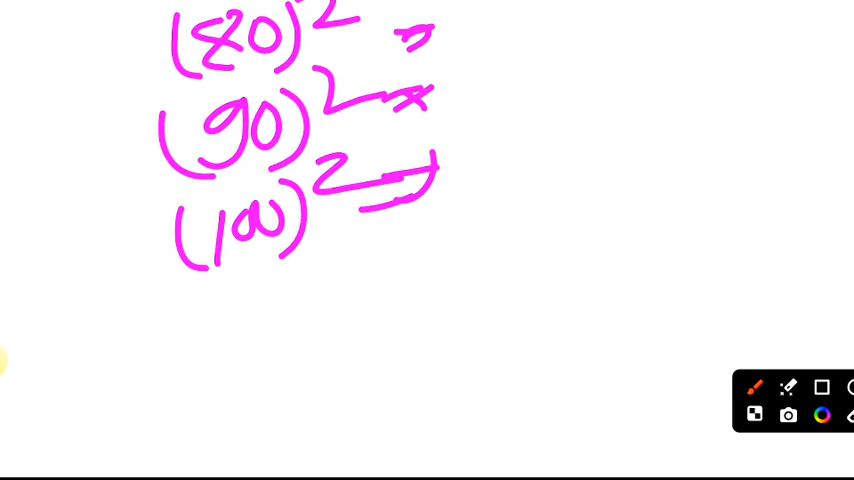 (80)² =
(90)² =
(100)² =